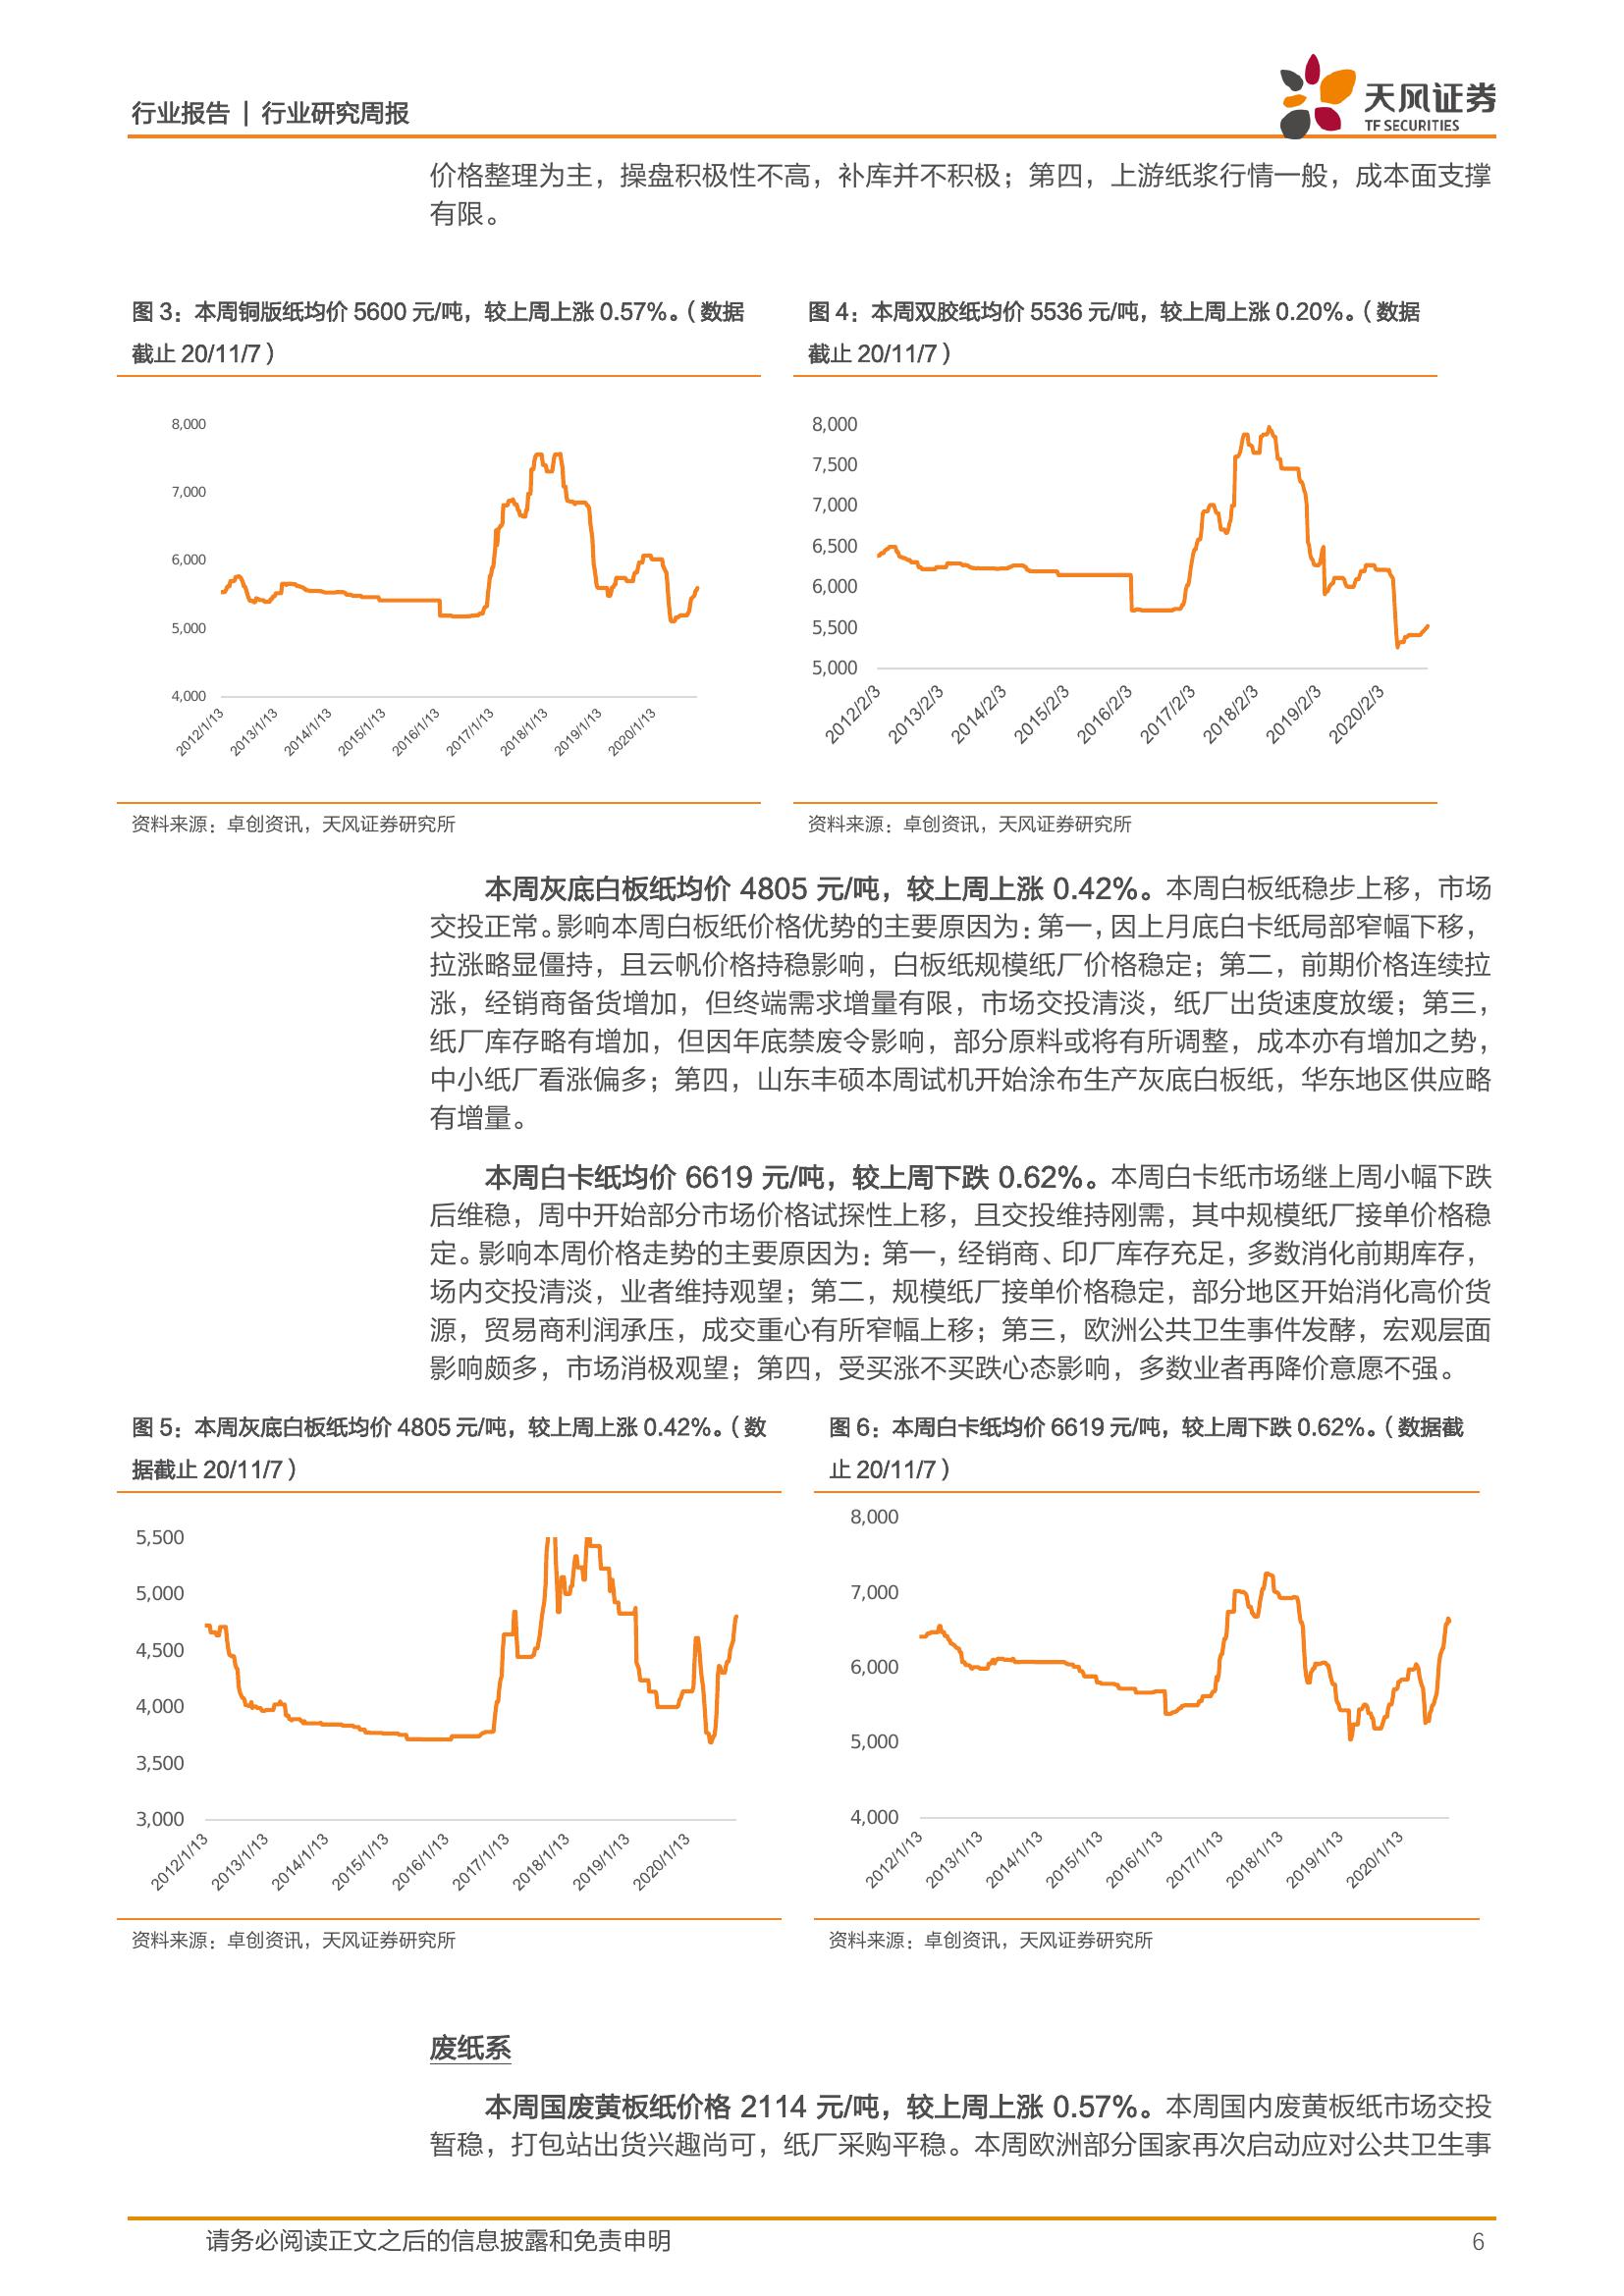 行业报告 | 行业研究周报
天风证券
TF SECURITIES
价格整理为主，操盘积极性不高，补库并不积极；第四，上游纸浆行情一般，成本面支撑
有限。
图 3：本周铜版纸均价 5600 元/吨，较上周上涨 0.57%。（数据
截止 20/11/7）
8,000
7,000
6,000
5,000
4,000
2012/1/13
2013/1/13
2014/1/13
2015/1/13
2016/1/13
2017/1/13
2018/1/13
2019/1/13
2020/1/13
资料来源：卓创资讯，天风证券研究所
图 4：本周双胶纸均价 5536 元/吨，较上周上涨 0.20%。（数据
截止 20/11/7）
8,000
7,500
7,000
6,500
6,000
5,500
5,000
2012/2/3
2013/2/3
2014/2/3
2015/2/3
2016/2/3
2017/2/3
2018/2/3
2019/2/3
2020/2/3
资料来源：卓创资讯，天风证券研究所
本周灰底白板纸均价 4805 元/吨，较上周上涨 0.42%。本周白板纸稳步上移，市场
交投正常。影响本周白板纸价格优势的主要原因为：第一，因上月底白卡纸局部窄幅下移，
拉涨略显僵持，且云帆价格持稳影响，白板纸规模纸厂价格稳定；第二，前期价格连续拉
涨，经销商备货增加，但终端需求增量有限，市场交投清淡，纸厂出货速度放缓；第三，
纸厂库存略有增加，但因年底禁废令影响，部分原料或将有所调整，成本亦有增加之势，
中小纸厂看涨偏多；第四，山东丰硕本周试机开始涂布生产灰底白板纸，华东地区供应略
有增量。
本周白卡纸均价 6619 元/吨，较上周下跌 0.62%。本周白卡纸市场继上周小幅下跌
后维稳，周中开始部分市场价格试探性上移，且交投维持刚需，其中规模纸厂接单价格稳
定。影响本周价格走势的主要原因为：第一，经销商、印厂库存充足，多数消化前期库存，
场内交投清淡，业者维持观望；第二，规模纸厂接单价格稳定，部分地区开始消化高价货
源，贸易商利润承压，成交重心有所窄幅上移；第三，欧洲公共卫生事件发酵，宏观层面
影响颇多，市场消极观望；第四，受买涨不买跌心态影响，多数业者再降价意愿不强。
图 5：本周灰底白板纸均价 4805 元/吨，较上周上涨 0.42%。（数
据截止 20/11/7）
5,500
5,000
4,500
4,000
3,500
3,000
2012/1/13
2013/1/13
2014/1/13
2015/1/13
2016/1/13
2017/1/13
2018/1/13
2019/1/13
2020/1/13
资料来源：卓创资讯，天风证券研究所
图 6：本周白卡纸均价 6619 元/吨，较上周下跌 0.62%。（数据截
止 20/11/7）
8,000
7,000
6,000
5,000
4,000
2012/1/13
2013/1/13
2014/1/13
2015/1/13
2016/1/13
2017/1/13
2018/1/13
2019/1/13
2020/1/13
资料来源：卓创资讯，天风证券研究所
废纸系
本周国废黄板纸价格 2114 元/吨，较上周上涨 0.57%。本周国内废黄板纸市场交投
暂稳，打包站出货兴趣尚可，纸厂采购平稳。本周欧洲部分国家再次启动应对公共卫生事
请务必阅读正文之后的信息披露和免责申明
6